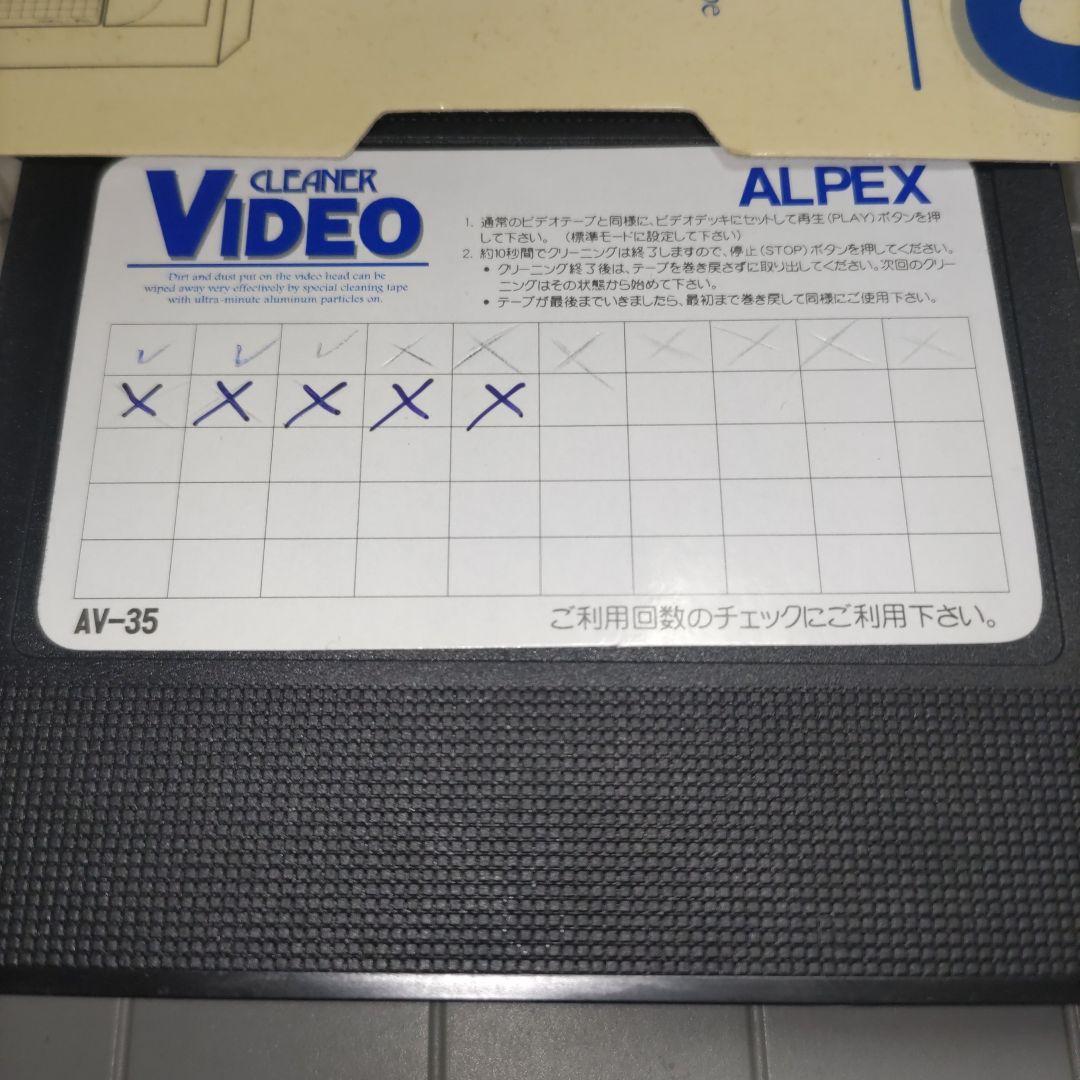 CLEANER
VIDEO
Dirt and dust put on the video head can be
wiped away very effectively by special cleaning tape
with ultra-minute aluminum particles on.
ALPEX
1. 通常のビデオテープと同様に、ビデオデッキにセットして再生(PLAY)ボタンを押
して下さい。(標準モードに設定して下さい)
2. 約10秒間でクリーニングは終了しますので、停止(STOP)ボタンを押してください。
• クリーニング終了後は、テープを巻き戻さずに取り出してください。次回のクリー
ニングはその状態から始めて下さい。
• テープが最後までいきましたら、最初まで巻き戻して同様にご使用下さい。
AV-35
ご利用回数のチェックにご利用下さい。